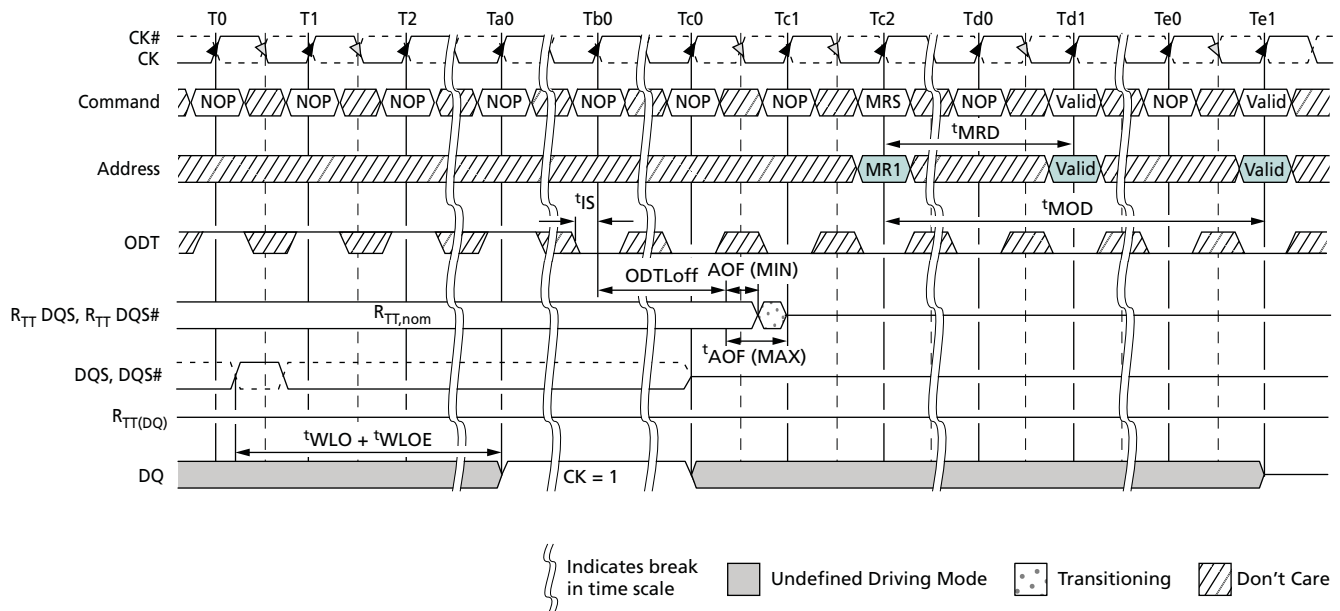 T0 T1 T2 Ta0 Tb0 Tc0 Tc1 Tc2 Td0 Td1 Te0 Te1
CK#
CK
Command NOP NOP NOP NOP NOP NOP NOP MRS NOP Valid NOP Valid
tMRD
Address MR1 Valid Valid
tIS
tMOD
ODT
ODTLoff AOF (MIN)
RTT DQS, RTT DQS# RTT,nom
tAOF (MAX)
DQS, DQS#
RTT(DQ)
tWLO + tWLOE
DQ CK = 1
Indicates break
in time scale
Undefined Driving Mode
Transitioning
Don't Care